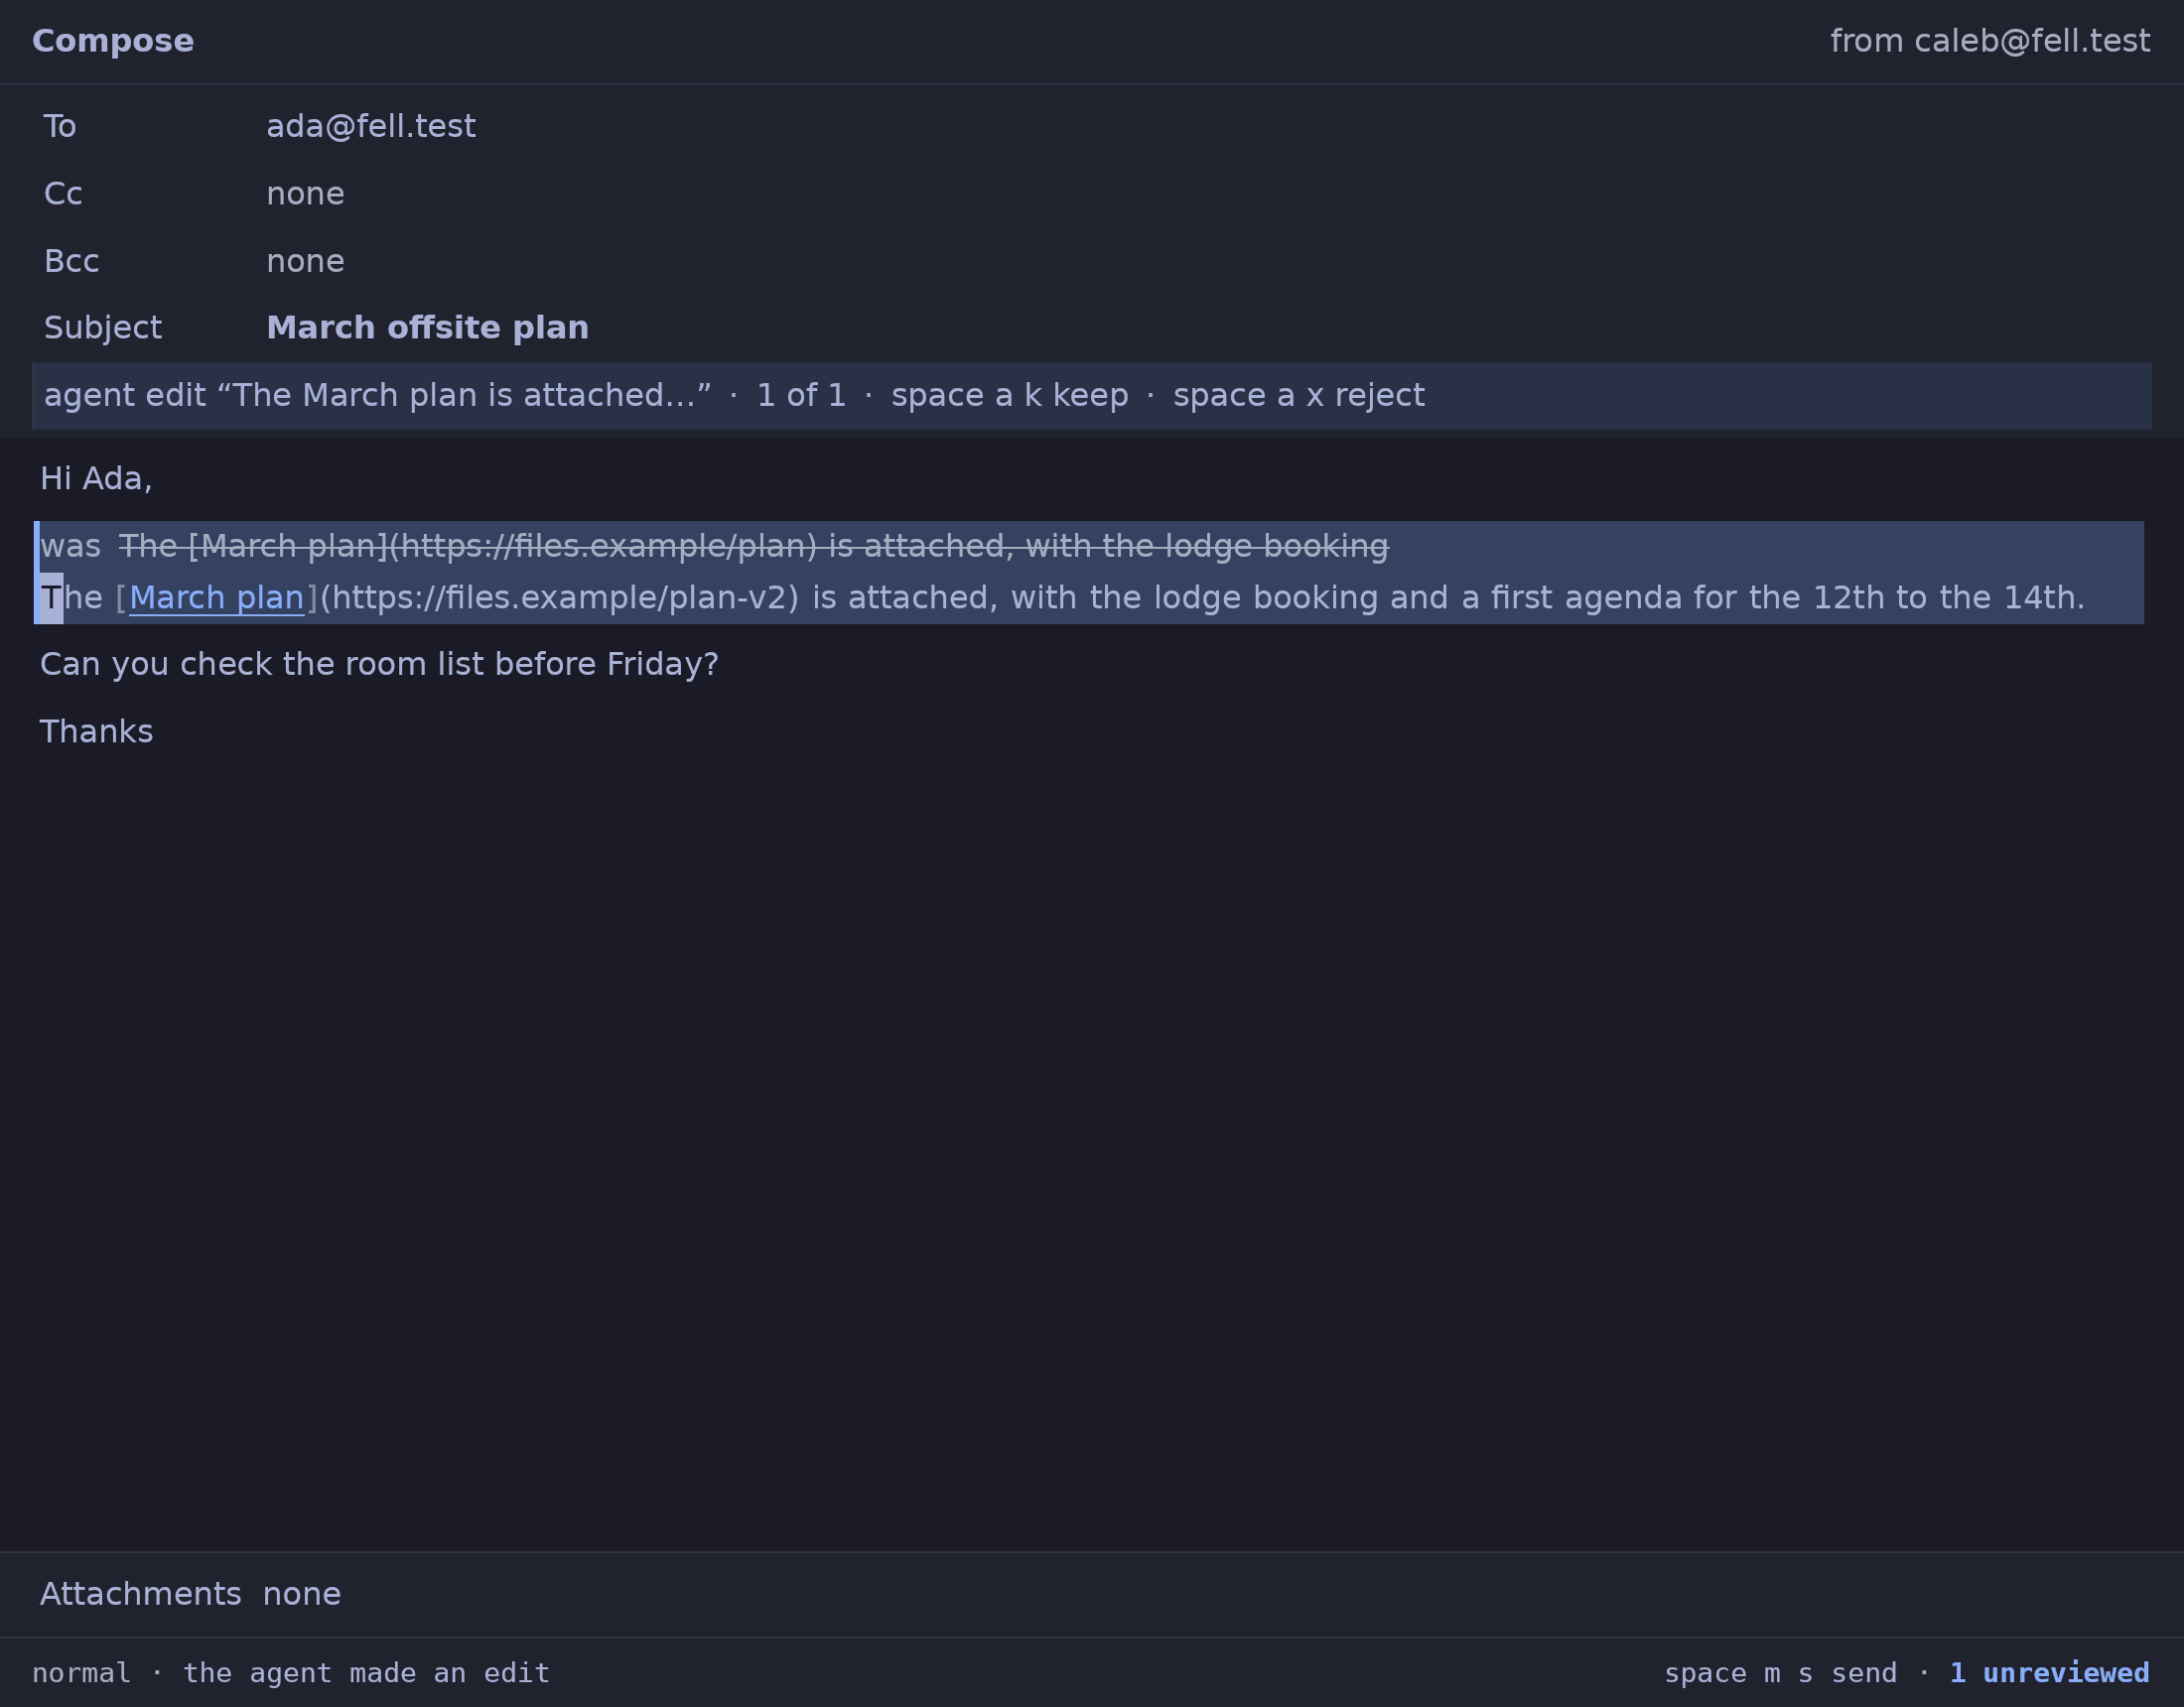 Compose from caleb@fell.test
To ada@fell.test
Cc none
Bcc none
Subject March offsite plan
agent edit “The March plan is attached…” · 1 of 1 · space a k keep · space a x reject
Hi Ada,
was The [March plan](https://files.example/plan) is attached, with the lodge booking
The [March plan](https://files.example/plan-v2) is attached, with the lodge booking and a first agenda for the 12th to the 14th.
Can you check the room list before Friday?
Thanks
Attachments none
normal · the agent made an edit space m s send · 1 unreviewed